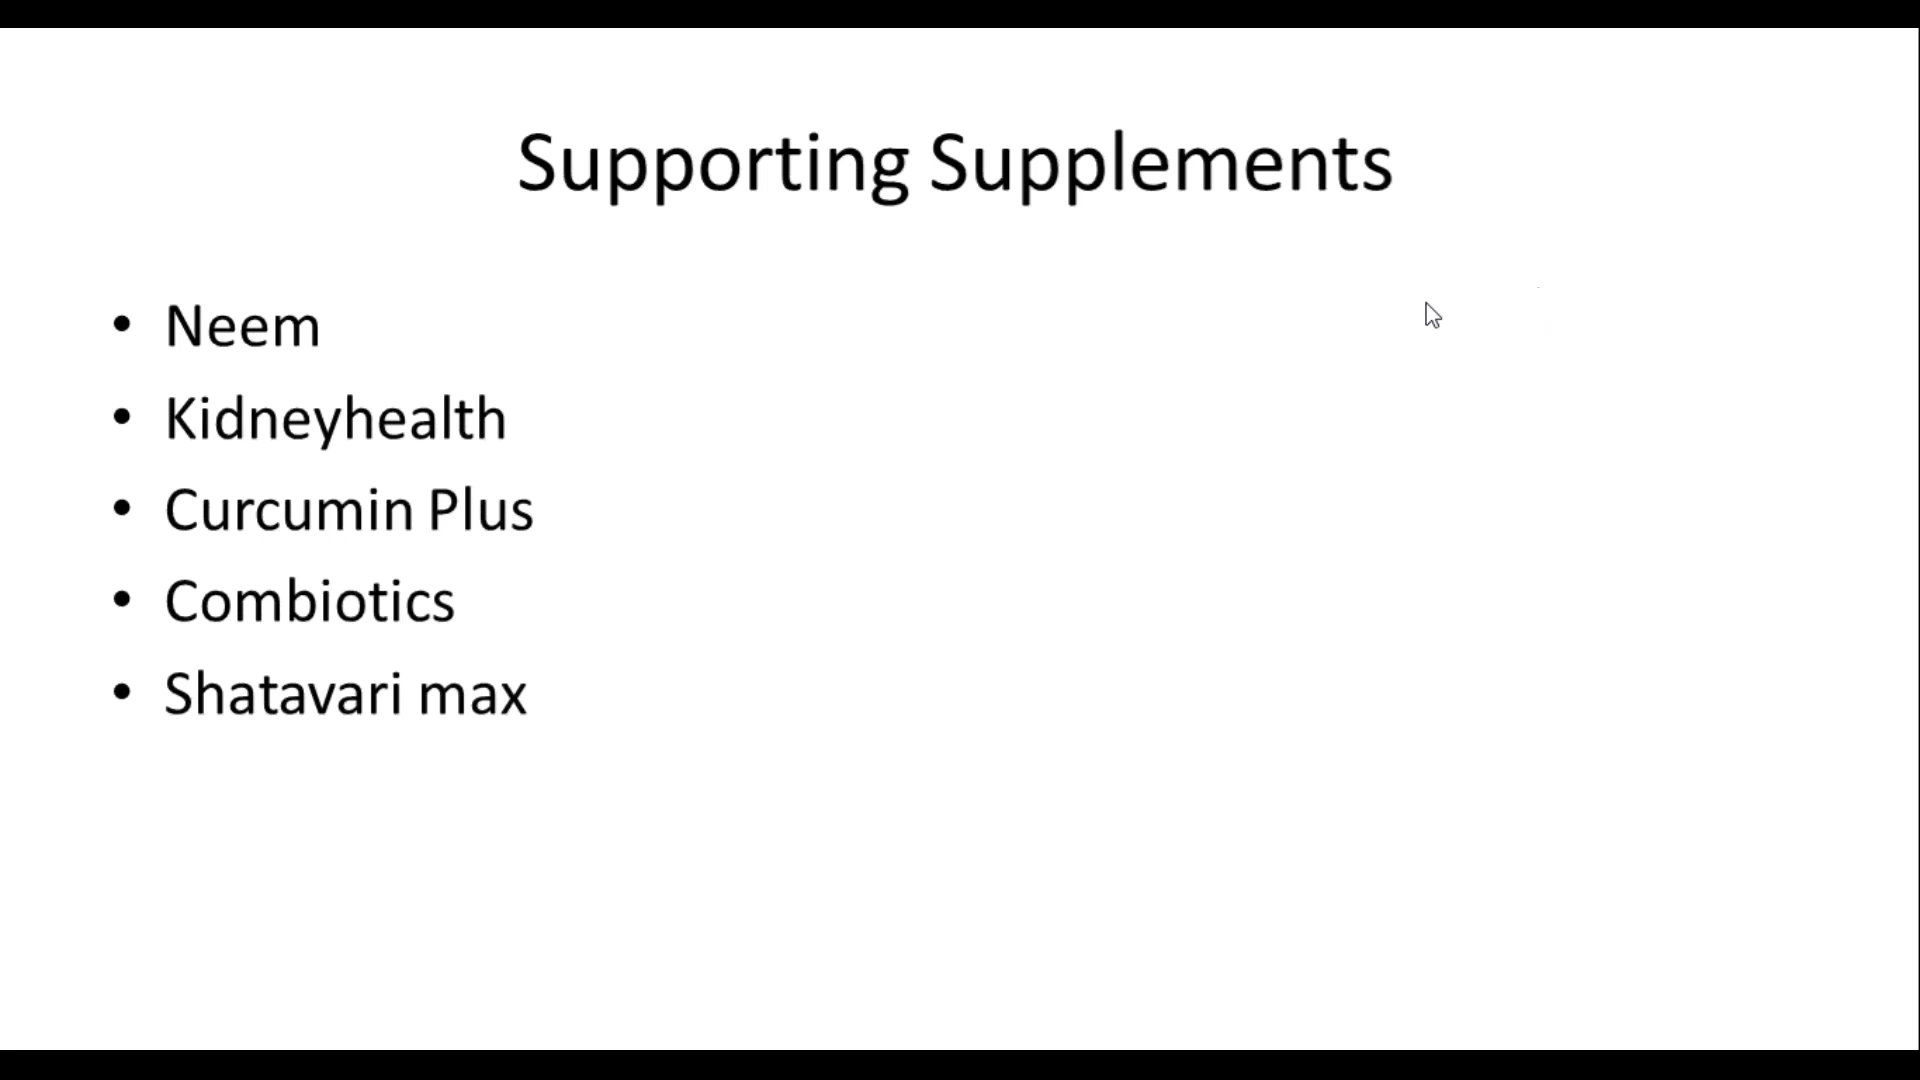 Supporting Supplements
• Neem
• Kidneyhealth
• Curcumin Plus
• Combiotics
• Shatavari max